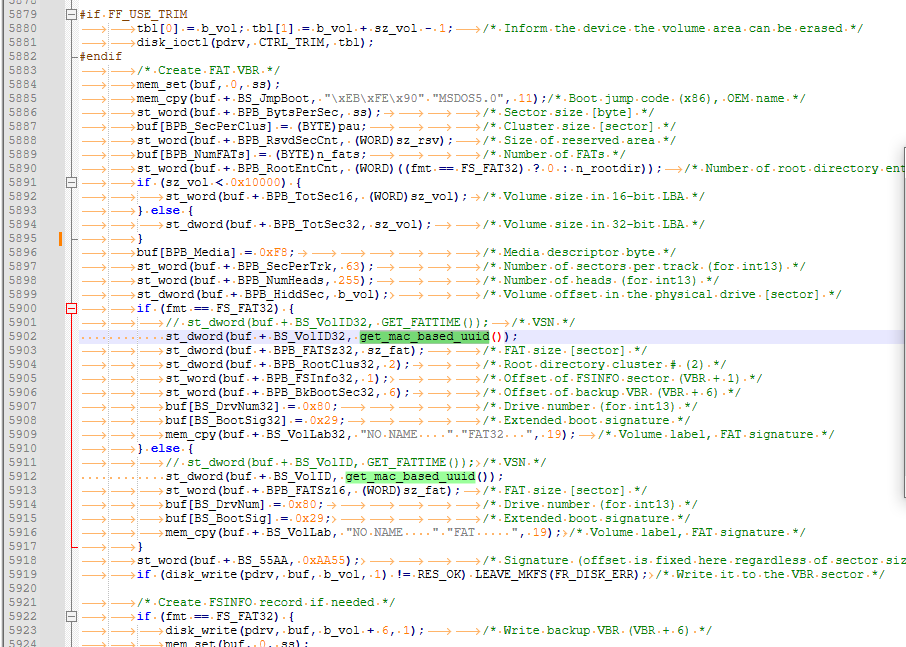 5878
5879 #if FF_USE_TRIM
5880 tbl[0] = b_vol; tbl[1] = b_vol + sz_vol - 1; /* Inform the device the volume area can be erased */
5881 disk_ioctl(pdrv, CTRL_TRIM, tbl);
5882 #endif
5883 /* Create FAT VBR */
5884 mem_set(buf, 0, ss);
5885 mem_cpy(buf + BS_JmpBoot, "\xEB\xFE\x90" "MSDOS5.0", 11);/* Boot jump code (x86), OEM name */
5886 st_word(buf + BPB_BytsPerSec, ss); /* Sector size [byte] */
5887 buf[BPB_SecPerClus] = (BYTE)pau; /* Cluster size [sector] */
5888 st_word(buf + BPB_RsvdSecCnt, (WORD)sz_rsv); /* Size of reserved area */
5889 buf[BPB_NumFATs] = (BYTE)n_fats; /* Number of FATs */
5890 st_word(buf + BPB_RootEntCnt, (WORD)((fmt == FS_FAT32) ? 0 : n_rootdir)); /* Number of root directory ent
5891 if (sz_vol < 0x10000) {
5892 st_word(buf + BPB_TotSec16, (WORD)sz_vol); /* Volume size in 16-bit LBA */
5893 } else {
5894 st_dword(buf + BPB_TotSec32, sz_vol); /* Volume size in 32-bit LBA */
5895 }
5896 buf[BPB_Media] = 0xF8; /* Media descriptor byte */
5897 st_word(buf + BPB_SecPerTrk, 63); /* Number of sectors per track (for int13) */
5898 st_word(buf + BPB_NumHeads, 255); /* Number of heads (for int13) */
5899 st_dword(buf + BPB_HiddSec, b_vol); /* Volume offset in the physical drive [sector] */
5900 if (fmt == FS_FAT32) {
5901 // st_dword(buf + BS_VolID32, GET_FATTIME()); /* VSN */
5902 st_dword(buf + BS_VolID32, get_mac_based_uuid());
5903 st_dword(buf + BPB_FATSz32, sz_fat); /* FAT size [sector] */
5904 st_dword(buf + BPB_RootClus32, 2); /* Root directory cluster # (2) */
5905 st_word(buf + BPB_FSInfo32, 1); /* Offset of FSINFO sector (VBR + 1) */
5906 st_word(buf + BPB_BkBootSec32, 6); /* Offset of backup VBR (VBR + 6) */
5907 buf[BS_DrvNum32] = 0x80; /* Drive number (for int13) */
5908 buf[BS_BootSig32] = 0x29; /* Extended boot signature */
5909 mem_cpy(buf + BS_VolLab32, "NO NAME    " "FAT32   ", 19); /* Volume label, FAT signature */
5910 } else {
5911 // st_dword(buf + BS_VolID, GET_FATTIME()); /* VSN */
5912 st_dword(buf + BS_VolID, get_mac_based_uuid());
5913 st_word(buf + BPB_FATSz16, (WORD)sz_fat); /* FAT size [sector] */
5914 buf[BS_DrvNum] = 0x80; /* Drive number (for int13) */
5915 buf[BS_BootSig] = 0x29; /* Extended boot signature */
5916 mem_cpy(buf + BS_VolLab, "NO NAME    " "FAT     ", 19); /* Volume label, FAT signature */
5917 }
5918 st_word(buf + BS_55AA, 0xAA55); /* Signature (offset is fixed here regardless of sector siz
5919 if (disk_write(pdrv, buf, b_vol, 1) != RES_OK) LEAVE_MKFS(FR_DISK_ERR); /* Write it to the VBR sector */
5920
5921 /* Create FSINFO record if needed */
5922 if (fmt == FS_FAT32) {
5923 disk_write(pdrv, buf, b_vol + 6, 1); /* Write backup VBR (VBR + 6) */
5924 mem_set(buf, 0, ss);